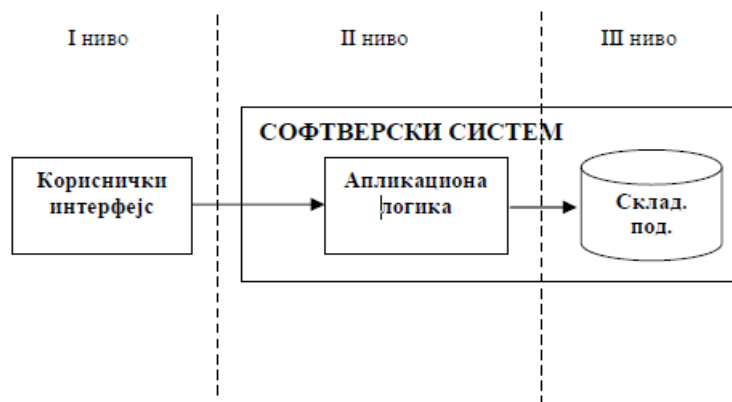 I ниво
II ниво
III ниво
СОФТВЕРСКИ СИСТЕМ
Кориснички
интерфејс
Апликациона
логика
Склад.
под.